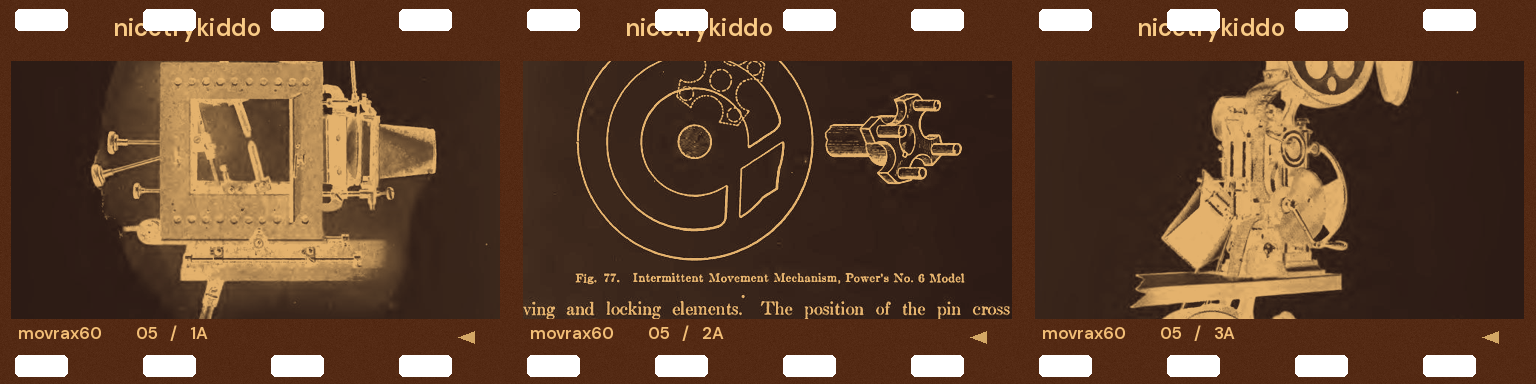 nicetrykiddo nicetrykiddo nicetrykiddo
Fig. 77. Intermittent Movement Mechanism, Power's No. 6 Model
ving and locking elements. The position of the pin cross
movrax60 05 / 1A movrax60 05 / 2A movrax60 05 / 3A